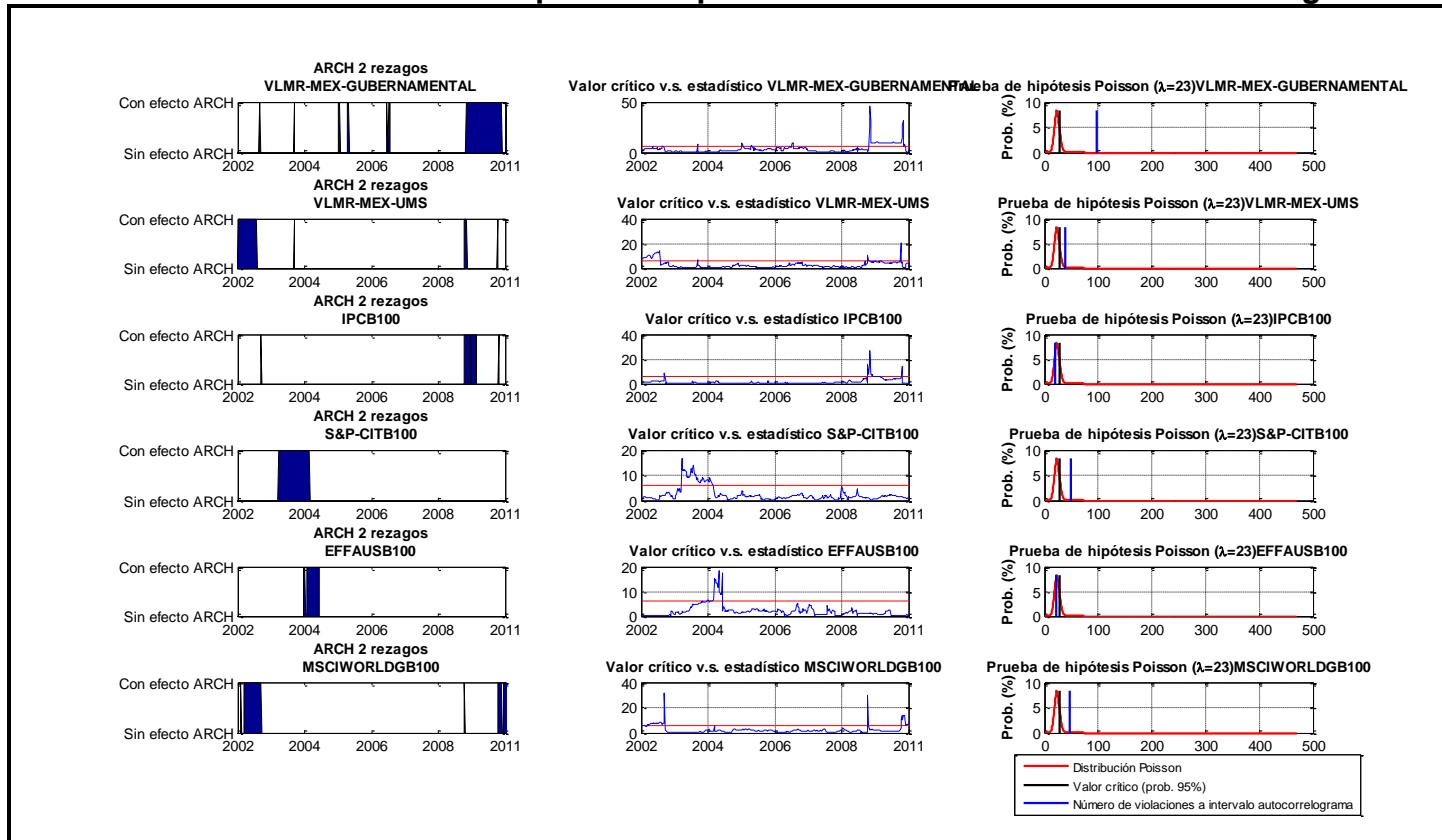 ARCH 2 rezagos
VLMR-MEX-GUBERNAMENTAL
Con efecto ARCH
Sin efecto ARCH
2002 2004 2006 2008 2011
Valor crítico v.s. estadístico VLMR-MEX-GUBERNAMENTAL
50
0
2002 2004 2006 2008 2011
Prueba de hipótesis Poisson (λ=23)VLMR-MEX-GUBERNAMENTAL
Prob. (%)
10
5
0
0 100 200 300 400 500
ARCH 2 rezagos
VLMR-MEX-UMS
Con efecto ARCH
Sin efecto ARCH
2002 2004 2006 2008 2011
Valor crítico v.s. estadístico VLMR-MEX-UMS
40
20
0
2002 2004 2006 2008 2011
Prueba de hipótesis Poisson (λ=23)VLMR-MEX-UMS
Prob. (%)
10
5
0
0 100 200 300 400 500
ARCH 2 rezagos
IPCB100
Con efecto ARCH
Sin efecto ARCH
2002 2004 2006 2008 2011
Valor crítico v.s. estadístico IPCB100
40
20
0
2002 2004 2006 2008 2011
Prueba de hipótesis Poisson (λ=23)IPCB100
Prob. (%)
10
5
0
0 100 200 300 400 500
ARCH 2 rezagos
S&P-CITB100
Con efecto ARCH
Sin efecto ARCH
2002 2004 2006 2008 2011
Valor crítico v.s. estadístico S&P-CITB100
20
10
0
2002 2004 2006 2008 2011
Prueba de hipótesis Poisson (λ=23)S&P-CITB100
Prob. (%)
10
5
0
0 100 200 300 400 500
ARCH 2 rezagos
EFFAUSB100
Con efecto ARCH
Sin efecto ARCH
2002 2004 2006 2008 2011
Valor crítico v.s. estadístico EFFAUSB100
20
10
0
2002 2004 2006 2008 2011
Prueba de hipótesis Poisson (λ=23)EFFAUSB100
Prob. (%)
10
5
0
0 100 200 300 400 500
ARCH 2 rezagos
MSCIWORLDGB100
Con efecto ARCH
Sin efecto ARCH
2002 2004 2006 2008 2011
Valor crítico v.s. estadístico MSCIWORLDGB100
40
20
0
2002 2004 2006 2008 2011
Prueba de hipótesis Poisson (λ=23)MSCIWORLDGB100
Prob. (%)
10
5
0
0 100 200 300 400 500
Distribución Poisson
Valor crítico (prob. 95%)
Número de violaciones a intervalo autocorrelograma